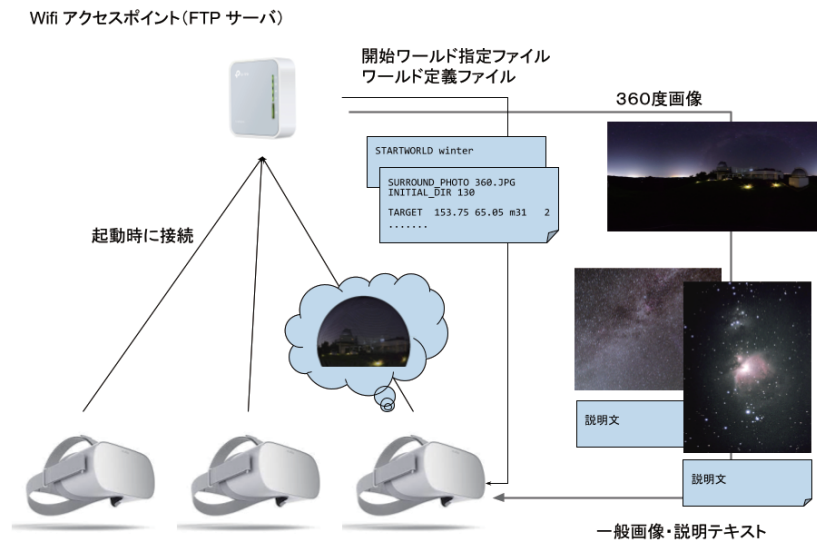 Wifi アクセスポイント（FTP サーバ）
開始ワールド指定ファイル
ワールド定義ファイル
360度画像
STARTWORLD winter
SURROUND_PHOTO 360.JPG
INITIAL_DIR 130
TARGET 153.75 65.05 m31 2
.......
起動時に接続
説明文
説明文
一般画像・説明テキスト